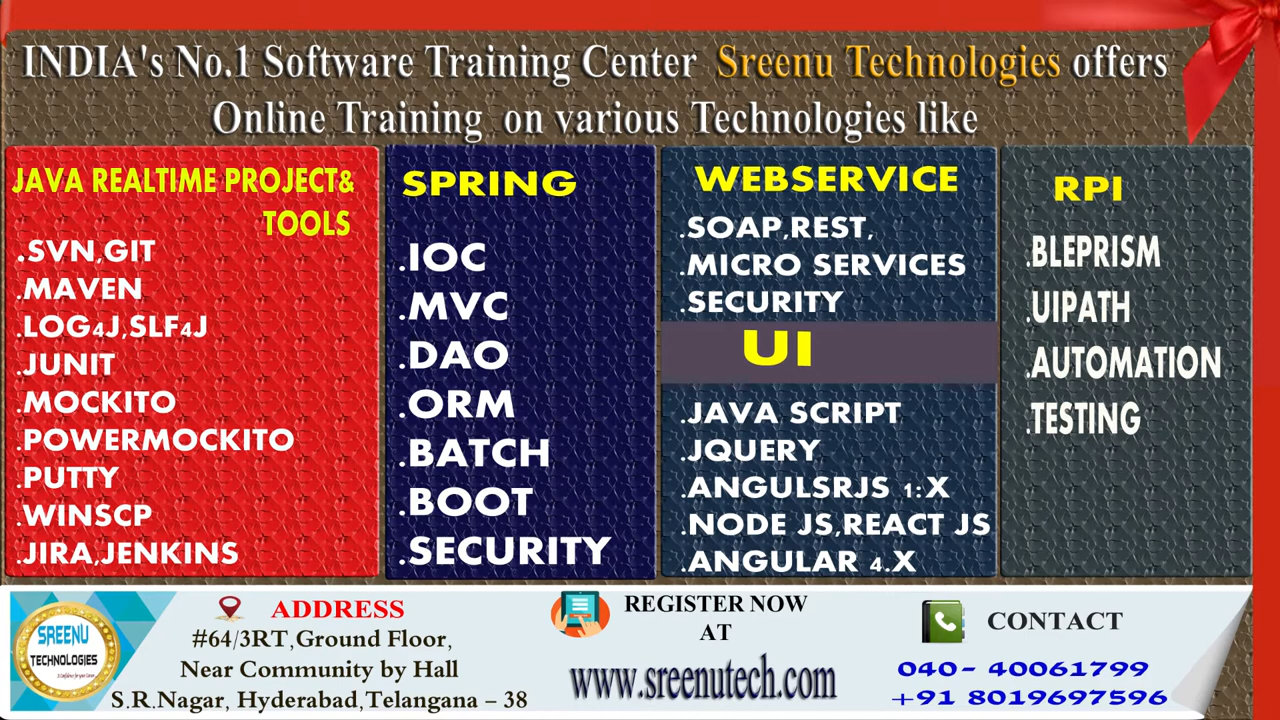 INDIA's No.1 Software Training Center Sreenu Technologies offers
Online Training on various Technologies like
JAVA REALTIME PROJECT&
TOOLS
.SVN,GIT
.MAVEN
.LOG4J,SLF4J
.JUNIT
.MOCKITO
.POWERMOCKITO
.PUTTY
.WINSCP
.JIRA,JENKINS
SPRING
.IOC
.MVC
.DAO
.ORM
.BATCH
.BOOT
.SECURITY
WEBSERVICE
.SOAP,REST,
.MICRO SERVICES
.SECURITY
UI
.JAVA SCRIPT
.JQUERY
.ANGULSRJS 1:X
.NODE JS,REACT JS
.ANGULAR 4.X
RPI
.BLEPRISM
.UIPATH
.AUTOMATION
.TESTING
SREENU
TECHNOLOGIES
ADDRESS
#64/3RT,Ground Floor,
Near Community by Hall
S.R.Nagar, Hyderabad,Telangana – 38
REGISTER NOW
AT
www.sreenutech.com
CONTACT
040- 40061799
+91 8019697596